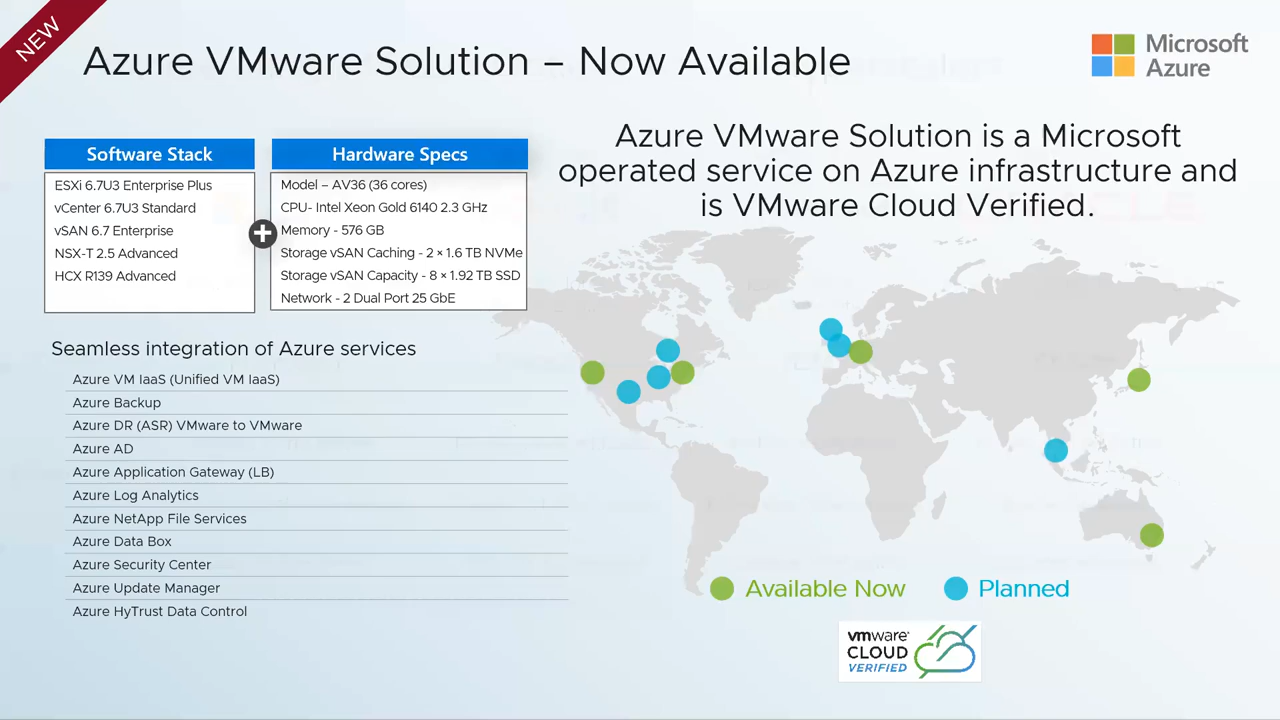 NEW
Azure VMware Solution – Now Available
Microsoft
Azure
Software Stack
ESXi 6.7U3 Enterprise Plus
vCenter 6.7U3 Standard
vSAN 6.7 Enterprise
NSX-T 2.5 Advanced
HCX R139 Advanced
Hardware Specs
Model – AV36 (36 cores)
CPU- Intel Xeon Gold 6140 2.3 GHz
Memory - 576 GB
Storage vSAN Caching - 2 × 1.6 TB NVMe
Storage vSAN Capacity - 8 × 1.92 TB SSD
Network - 2 Dual Port 25 GbE
Azure VMware Solution is a Microsoft
operated service on Azure infrastructure and
is VMware Cloud Verified.
Seamless integration of Azure services
Azure VM IaaS (Unified VM IaaS)
Azure Backup
Azure DR (ASR) VMware to VMware
Azure AD
Azure Application Gateway (LB)
Azure Log Analytics
Azure NetApp File Services
Azure Data Box
Azure Security Center
Azure Update Manager
Azure HyTrust Data Control
Available Now
Planned
vmware®
CLOUD
VERIFIED